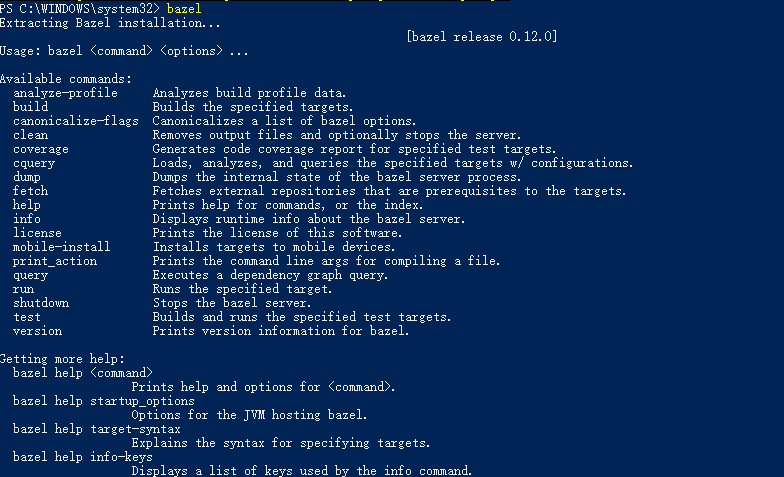 PS C:\WINDOWS\system32> bazel
Extracting Bazel installation...
[bazel release 0.12.0]
Usage: bazel <command> <options> ...
Available commands:
analyze-profile Analyzes build profile data.
build Builds the specified targets.
canonicalize-flags Canonicalizes a list of bazel options.
clean Removes output files and optionally stops the server.
coverage Generates code coverage report for specified test targets.
cquery Loads, analyzes, and queries the specified targets w/ configurations.
dump Dumps the internal state of the bazel server process.
fetch Fetches external repositories that are prerequisites to the targets.
help Prints help for commands, or the index.
info Displays runtime info about the bazel server.
license Prints the license of this software.
mobile-install Installs targets to mobile devices.
print_action Prints the command line args for compiling a file.
query Executes a dependency graph query.
run Runs the specified target.
shutdown Stops the bazel server.
test Builds and runs the specified test targets.
version Prints version information for bazel.
Getting more help:
bazel help <command>
Prints help and options for <command>.
bazel help startup_options
Options for the JVM hosting bazel.
bazel help target-syntax
Explains the syntax for specifying targets.
bazel help info-keys
Displays a list of keys used by the info command.